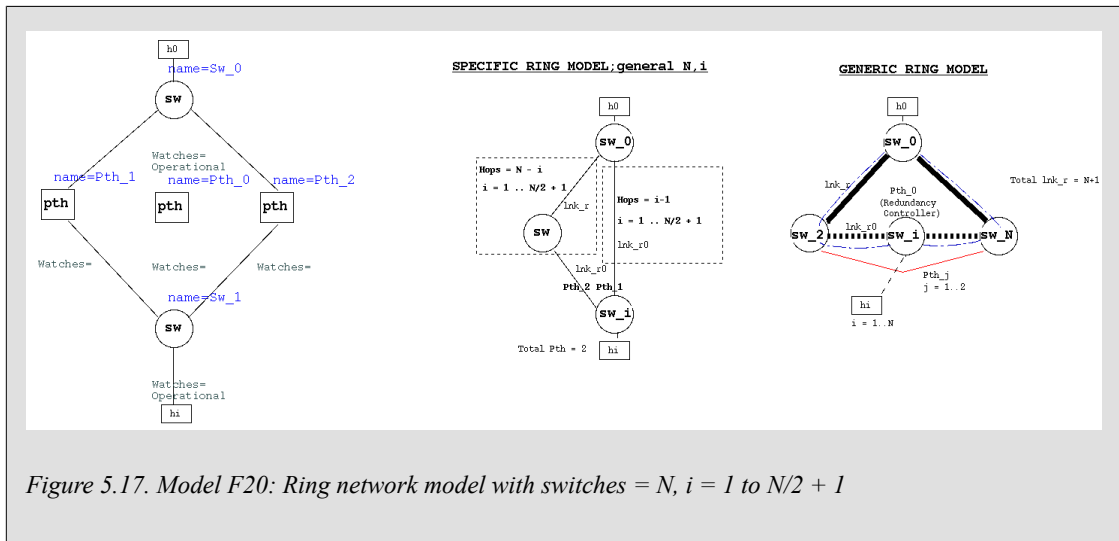 h0
name=Sw_0
sw
Watches=
Operational
name=Pth_1
name=Pth_0
name=Pth_2
pth
pth
pth
Watches=
Watches=
Watches=
name=Sw_1
sw
Watches=
Operational
hi
SPECIFIC RING MODEL;general N,i
h0
sw_0
Hops = N - i
i = 1 .. N/2 + 1
lnk_r
Hops = i-1
i = 1 .. N/2 + 1
sw
lnk_r0
lnk_r0
Pth_2 Pth_1
sw_i
Total Pth = 2
hi
GENERIC RING MODEL
h0
sw_0
lnk_r
Pth_0
(Redundancy
Controller)
Total lnk_r = N+1
lnk_r0
sw_2
sw_i
sw_N
Pth_j
j = 1..2
hi
i = 1..N
Figure 5.17. Model F20: Ring network model with switches = N, i = 1 to N/2 + 1